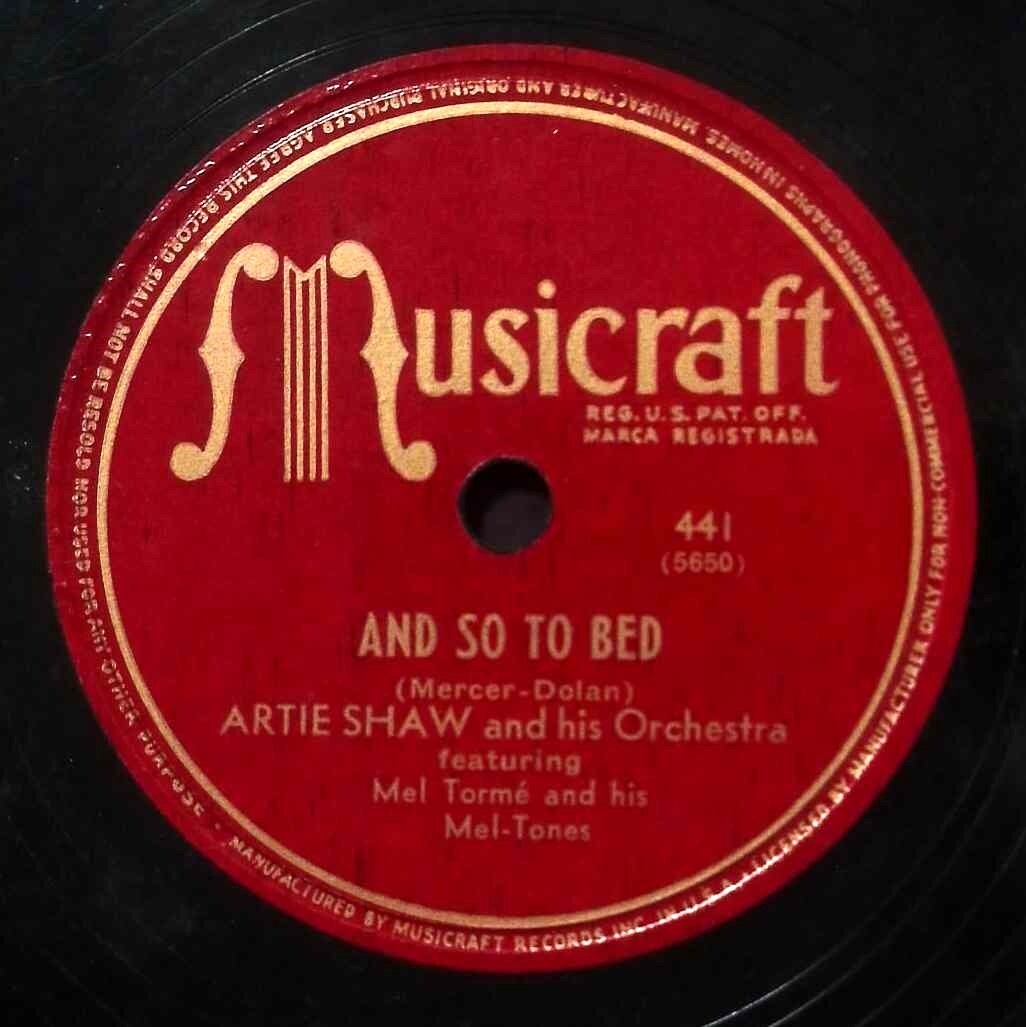 Musicraft
REG. U.S. PAT. OFF.
MARCA REGISTRADA
441
(5650)
AND SO TO BED
(Mercer-Dolan)
ARTIE SHAW and his Orchestra
featuring
Mel Tormé and his
Mel-Tones
MANUFACTURED BY MUSICRAFT RECORDS INC. IN U.S.A. • LICENSED BY MANUFACTURER ONLY FOR NON-COMMERCIAL USE FOR PHONOGRAPHS IN HOMES. MANUFACTURER AND ORIGINAL PURCHASER AGREE THIS RECORD SHALL NOT BE RESOLD NOR USED FOR ANY OTHER PURPOSE •